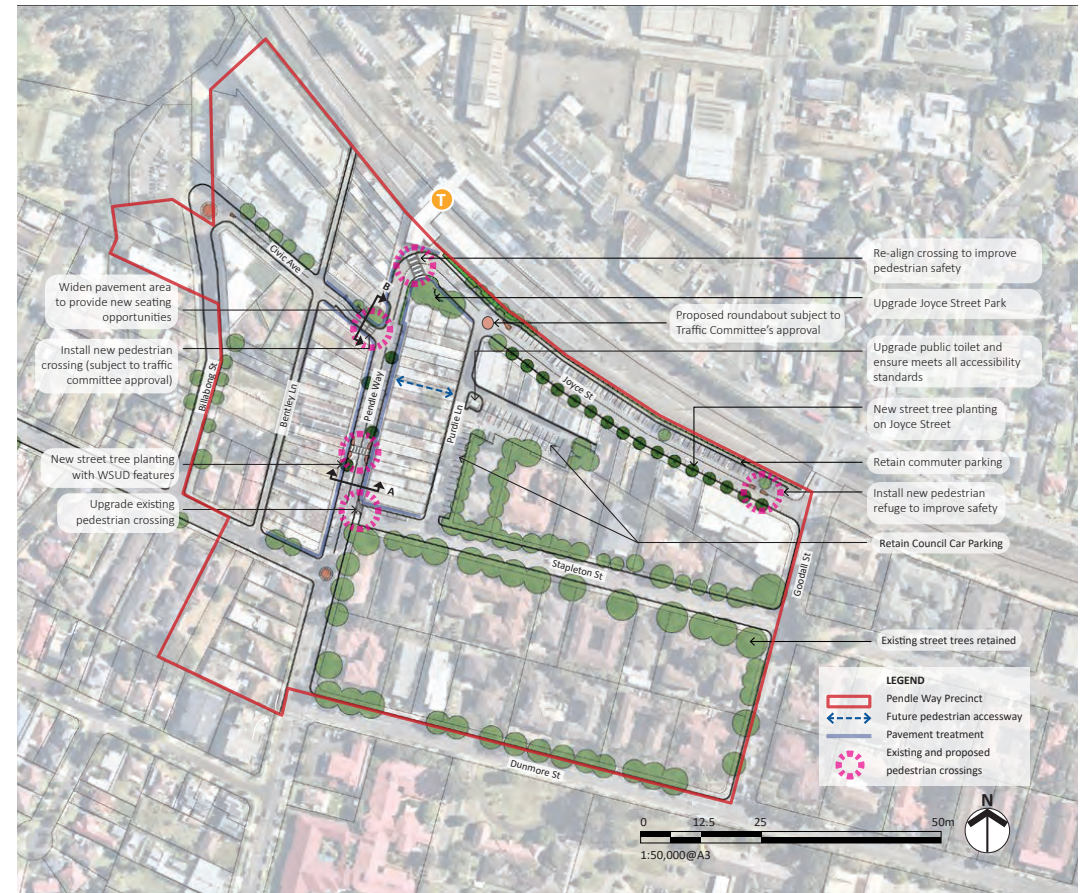 T
Civic Ave
B
Widen pavement area
to provide new seating
opportunities
Install new pedestrian
crossing (subject to traffic
committee approval)
Billabong St
Bentley Ln
Pendle Way
Purdie Ln
New street tree planting
with WSUD features
A
Upgrade existing
pedestrian crossing
Re-align crossing to improve
pedestrian safety
Upgrade Joyce Street Park
Proposed roundabout subject to
Traffic Committee's approval
Upgrade public toilet and
ensure meets all accessibility
standards
Joyce St
New street tree planting
on Joyce Street
Retain commuter parking
Install new pedestrian
refuge to improve safety
Retain Council Car Parking
Stapleton St
Goodall St
Existing street trees retained
Dunmore St
LEGEND
Pendle Way Precinct
Future pedestrian accessway
Pavement treatment
Existing and proposed
pedestrian crossings
0 12.5 25 50m
1:50,000@A3
N